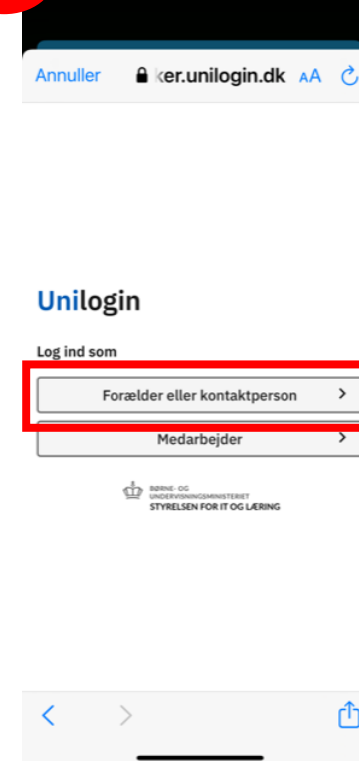 Annuller
ker.unilogin.dk AA
Unilogin
Log ind som
Forælder eller kontaktperson
Medarbejder
BØRNE- OG
UNDERVISNINGSMINISTERIET
STYRELSEN FOR IT OG LÆRING